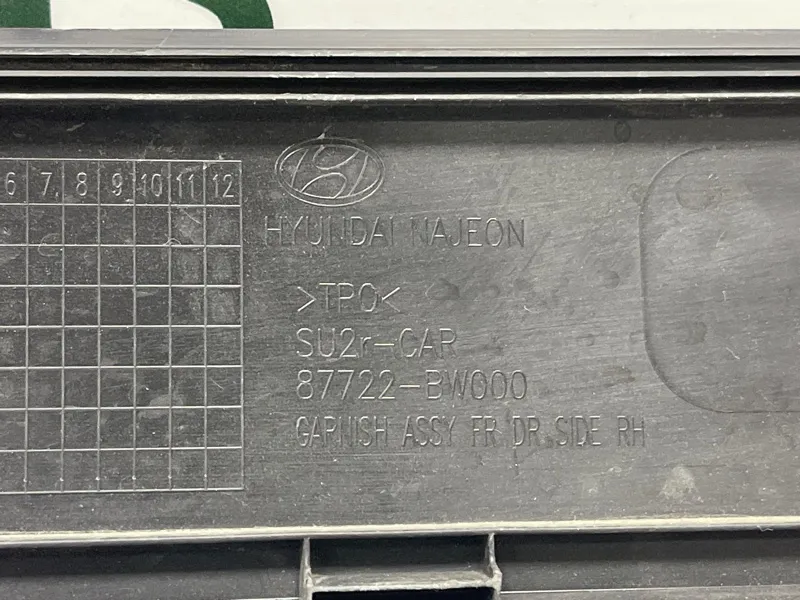 6 7 8 9 10 11 12
HYUNDAI NAJEON
>TPO<
SU2r-CAR
87722-BW000
GARNISH ASSY FR DR SIDE RH